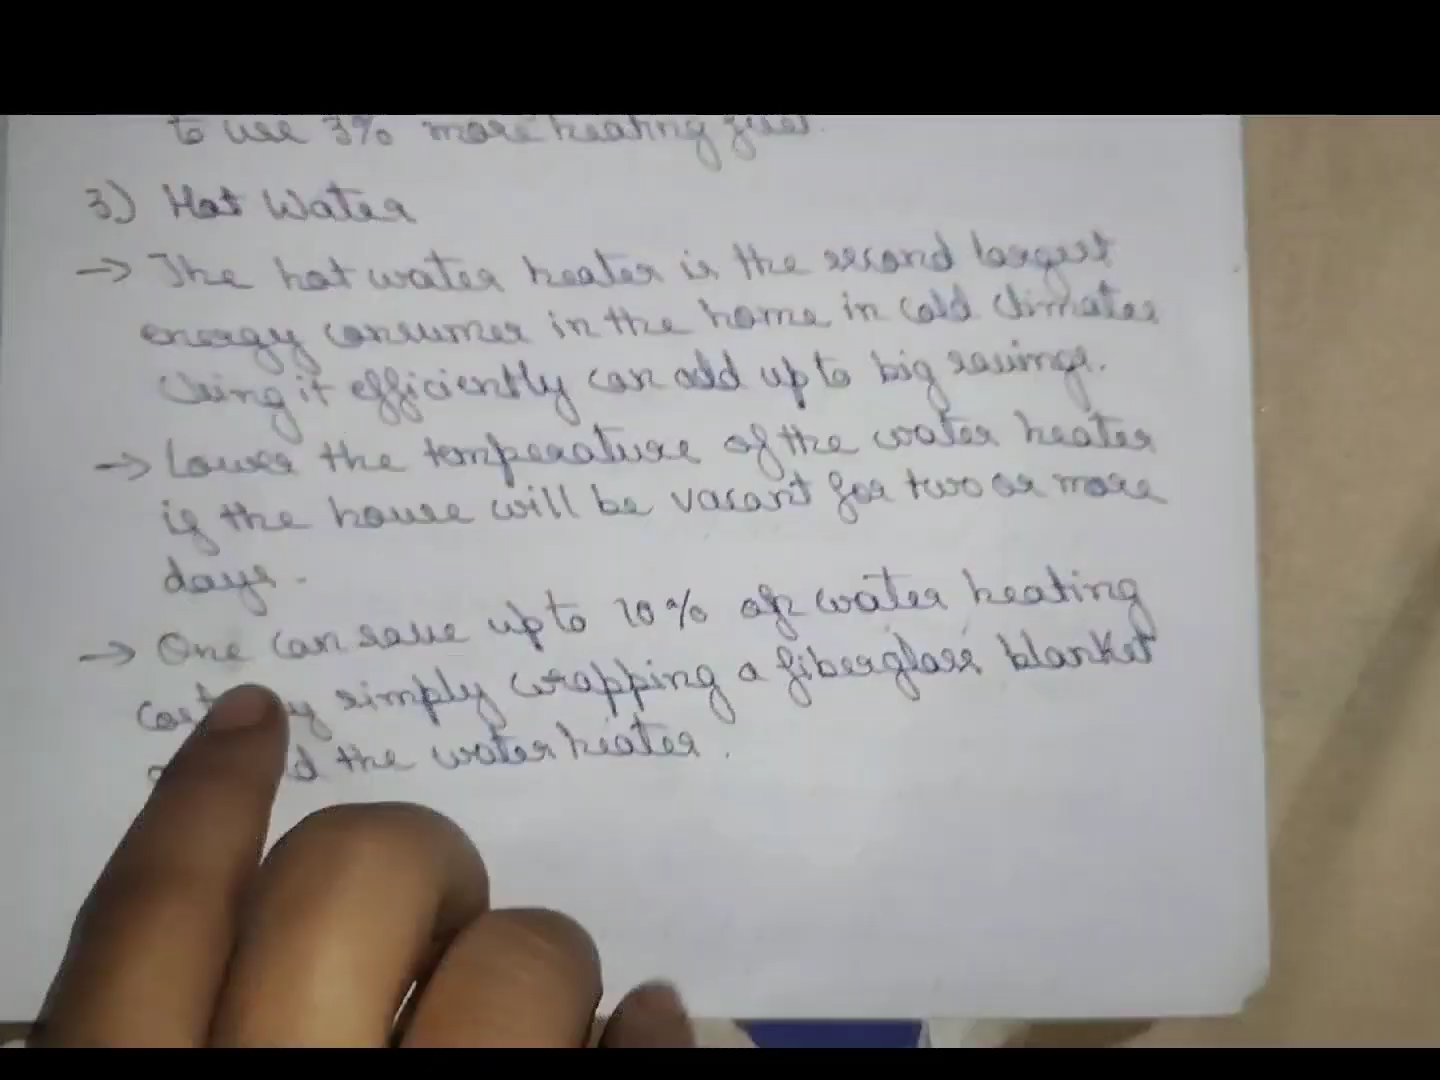 to use 3% more heating fuel.
3) Hot Water
→ The hot water heater is the second largest
energy consumer in the home in cold climates
Using it efficiently can add up to big savings.
→ Lower the temperature of the water heater
if the house will be vacant for two or more
days.
→ One can save upto 10% of water heating
simply wrapping a fiberglass blanket
the water heater.